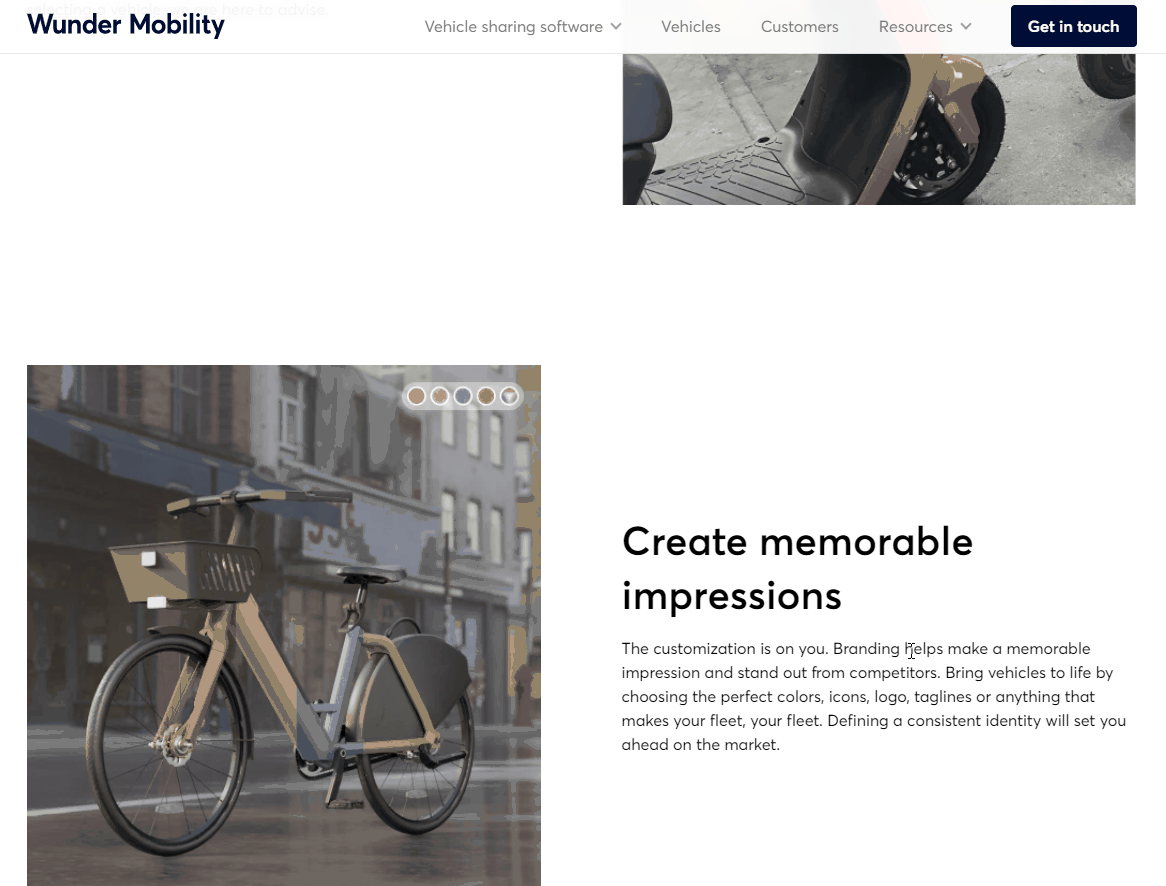 selecting a vehicle, we are here to advise.
Wunder Mobility
Vehicle sharing software
Vehicles
Customers
Resources
Get in touch
Create memorable
impressions
The customization is on you. Branding helps make a memorable
impression and stand out from competitors. Bring vehicles to life by
choosing the perfect colors, icons, logo, taglines or anything that
makes your fleet, your fleet. Defining a consistent identity will set you
ahead on the market.